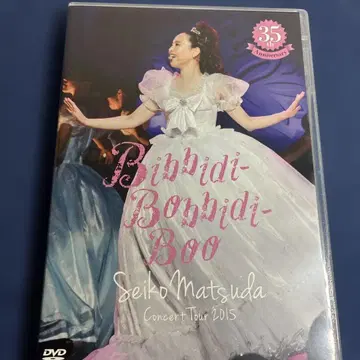 35
Anniversary
Bibbidi-
Bobbidi-
Boo
Seiko Matsuda
Concert Tour 2015
DVD